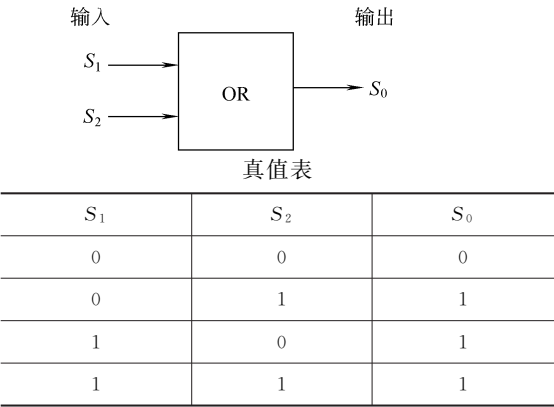 输入 输出
S₁
OR S₀
S₂
真值表
S₁ S₂ S₀
0 0 0
0 1 1
1 0 1
1 1 1